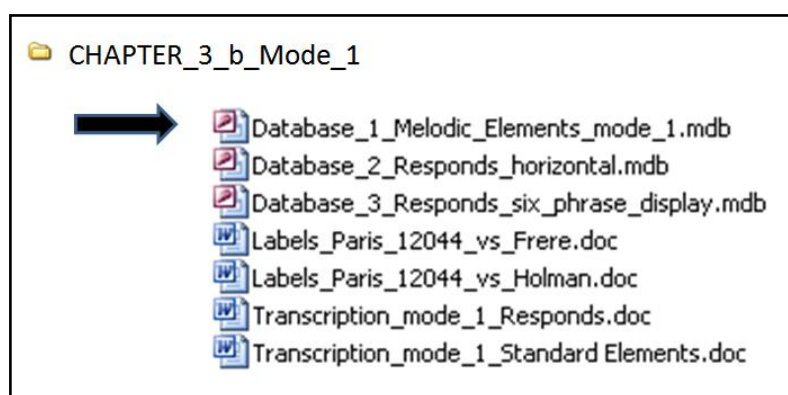 CHAPTER_3_b_Mode_1
Database_1_Melodic_Elements_mode_1.mdb
Database_2_Responds_horizontal.mdb
Database_3_Responds_six_phrase_display.mdb
Labels_Paris_12044_vs_Frere.doc
Labels_Paris_12044_vs_Holman.doc
Transcription_mode_1_Responds.doc
Transcription_mode_1_Standard Elements.doc